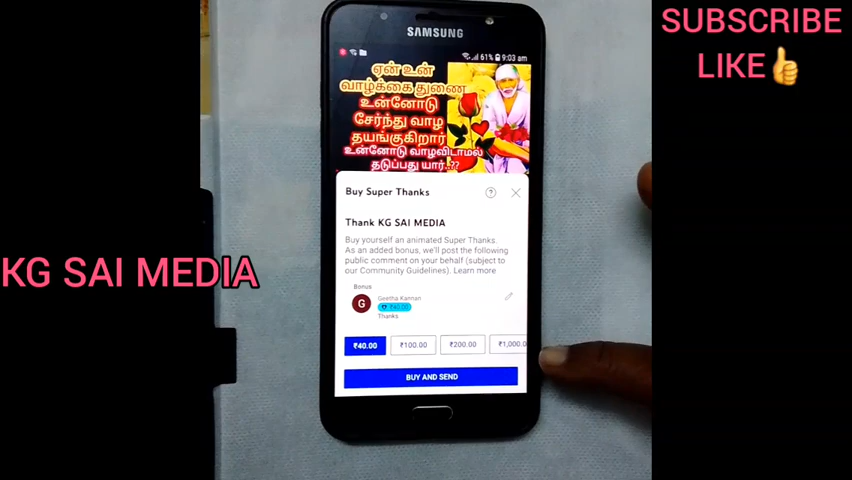 SUBSCRIBE
LIKE👍
KG SAI MEDIA
SAMSUNG
61% 9:03 am
ஏன் உன்
வாழ்க்கை துணை
உன்னோடு
சேர்ந்து வாழ
தயங்குகிறார்
உன்னோடு வாழவிடாமல்
தடுப்பது யார்..??
Buy Super Thanks
Thank KG SAI MEDIA
Buy yourself an animated Super Thanks.
As an added bonus, we'll post the following
public comment on your behalf (subject to
our Community Guidelines). Learn more
Bonus
G
Geetha Kannan
₹40.00
Thanks
₹40.00 ₹100.00 ₹200.00 ₹1,000.0
BUY AND SEND